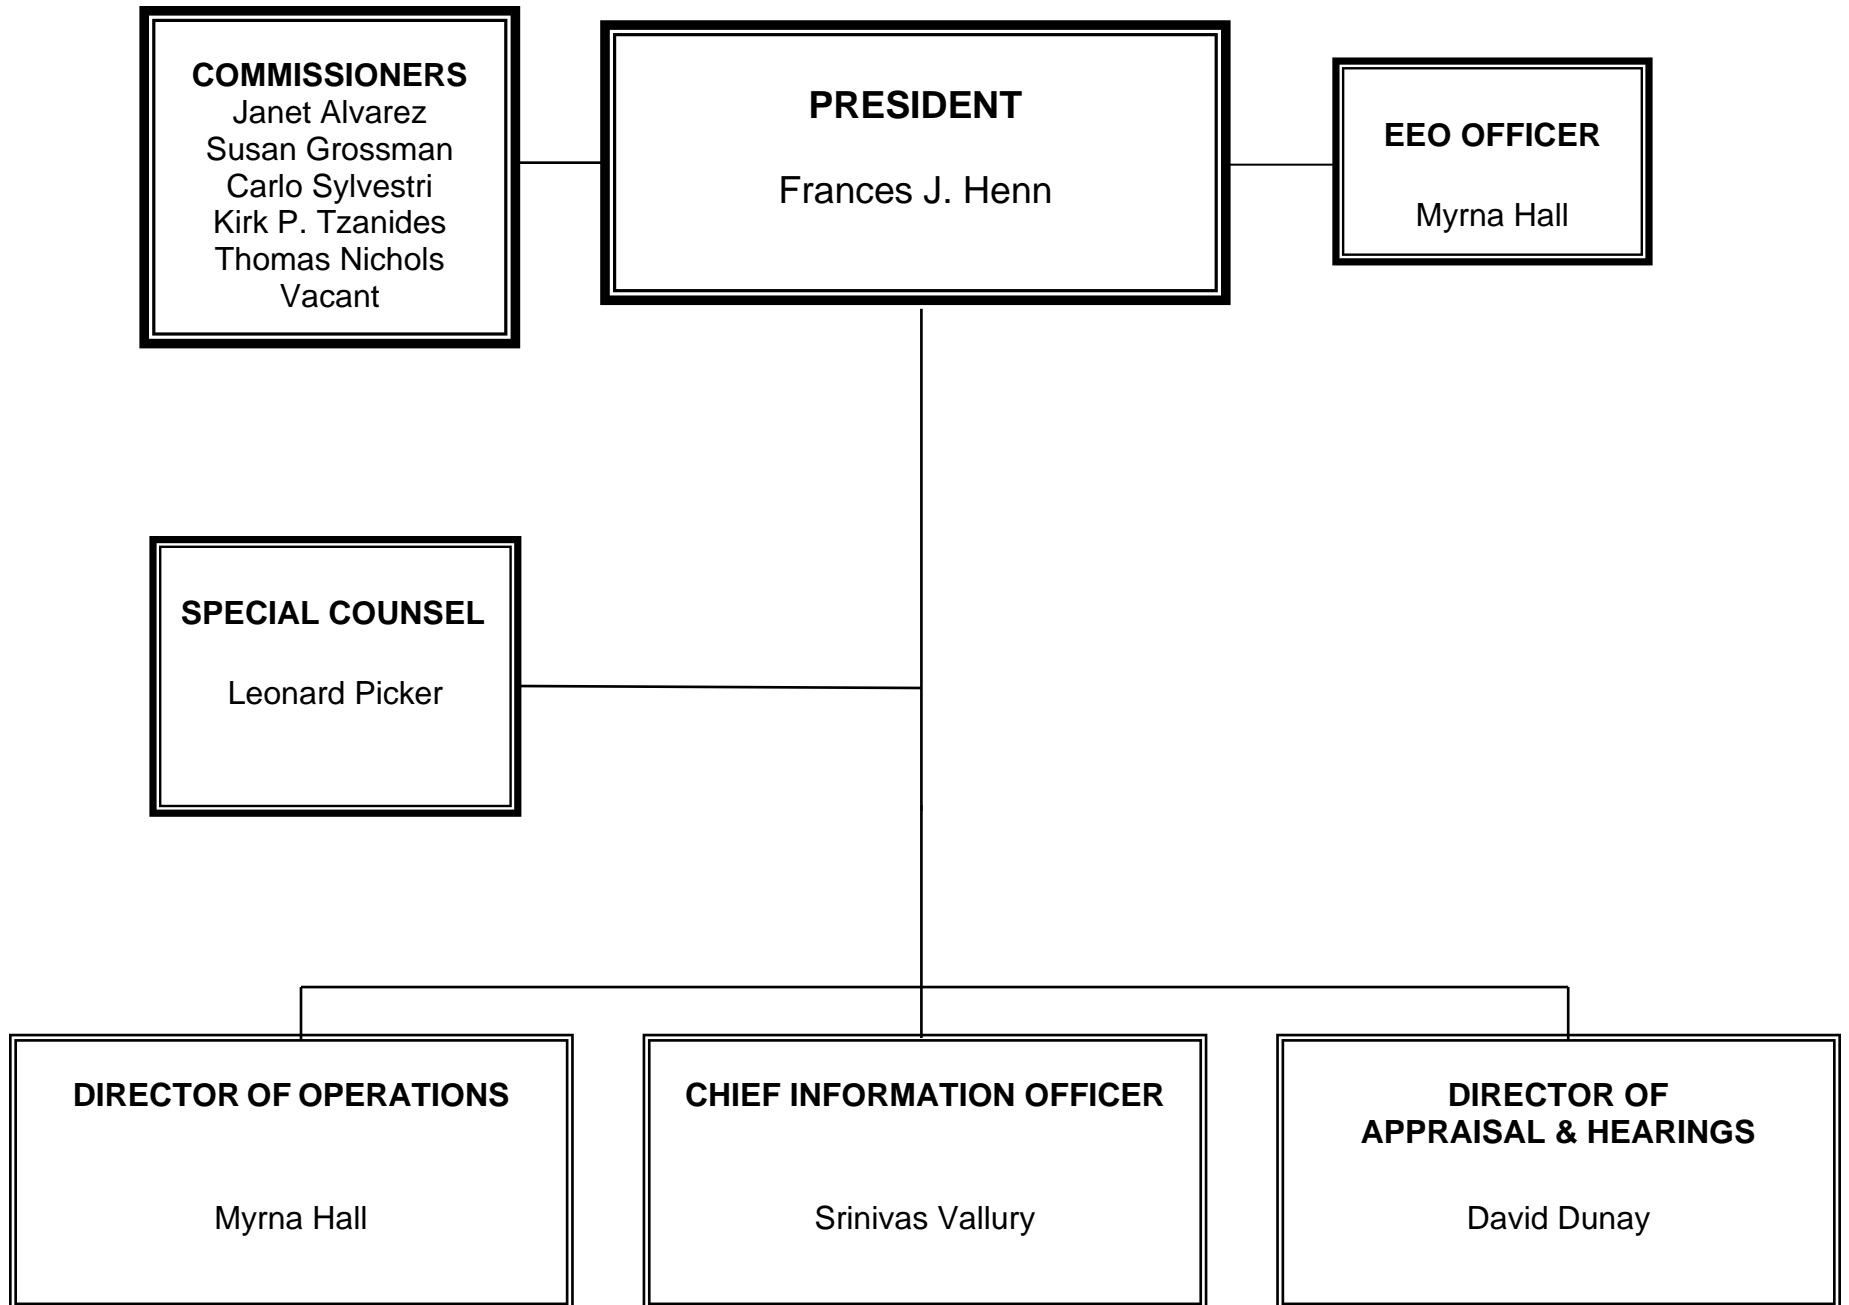 COMMISSIONERS
Janet Alvarez
Susan Grossman
Carlo Sylvestri
Kirk P. Tzanides
Thomas Nichols
Vacant
PRESIDENT
Frances J. Henn
EEO OFFICER
Myrna Hall
SPECIAL COUNSEL
Leonard Picker
DIRECTOR OF OPERATIONS
Myrna Hall
CHIEF INFORMATION OFFICER
Srinivas Vallury
DIRECTOR OF
APPRAISAL & HEARINGS
David Dunay